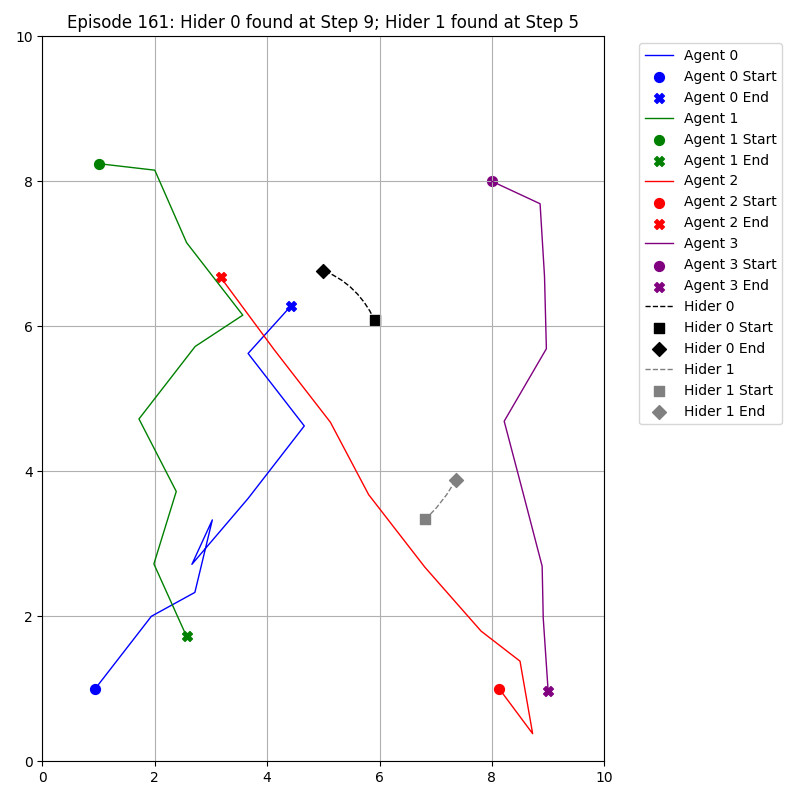 Episode 161: Hider 0 found at Step 9; Hider 1 found at Step 5
10
8
6
4
2
0
0 2 4 6 8 10
Agent 0
Agent 0 Start
Agent 0 End
Agent 1
Agent 1 Start
Agent 1 End
Agent 2
Agent 2 Start
Agent 2 End
Agent 3
Agent 3 Start
Agent 3 End
Hider 0
Hider 0 Start
Hider 0 End
Hider 1
Hider 1 Start
Hider 1 End